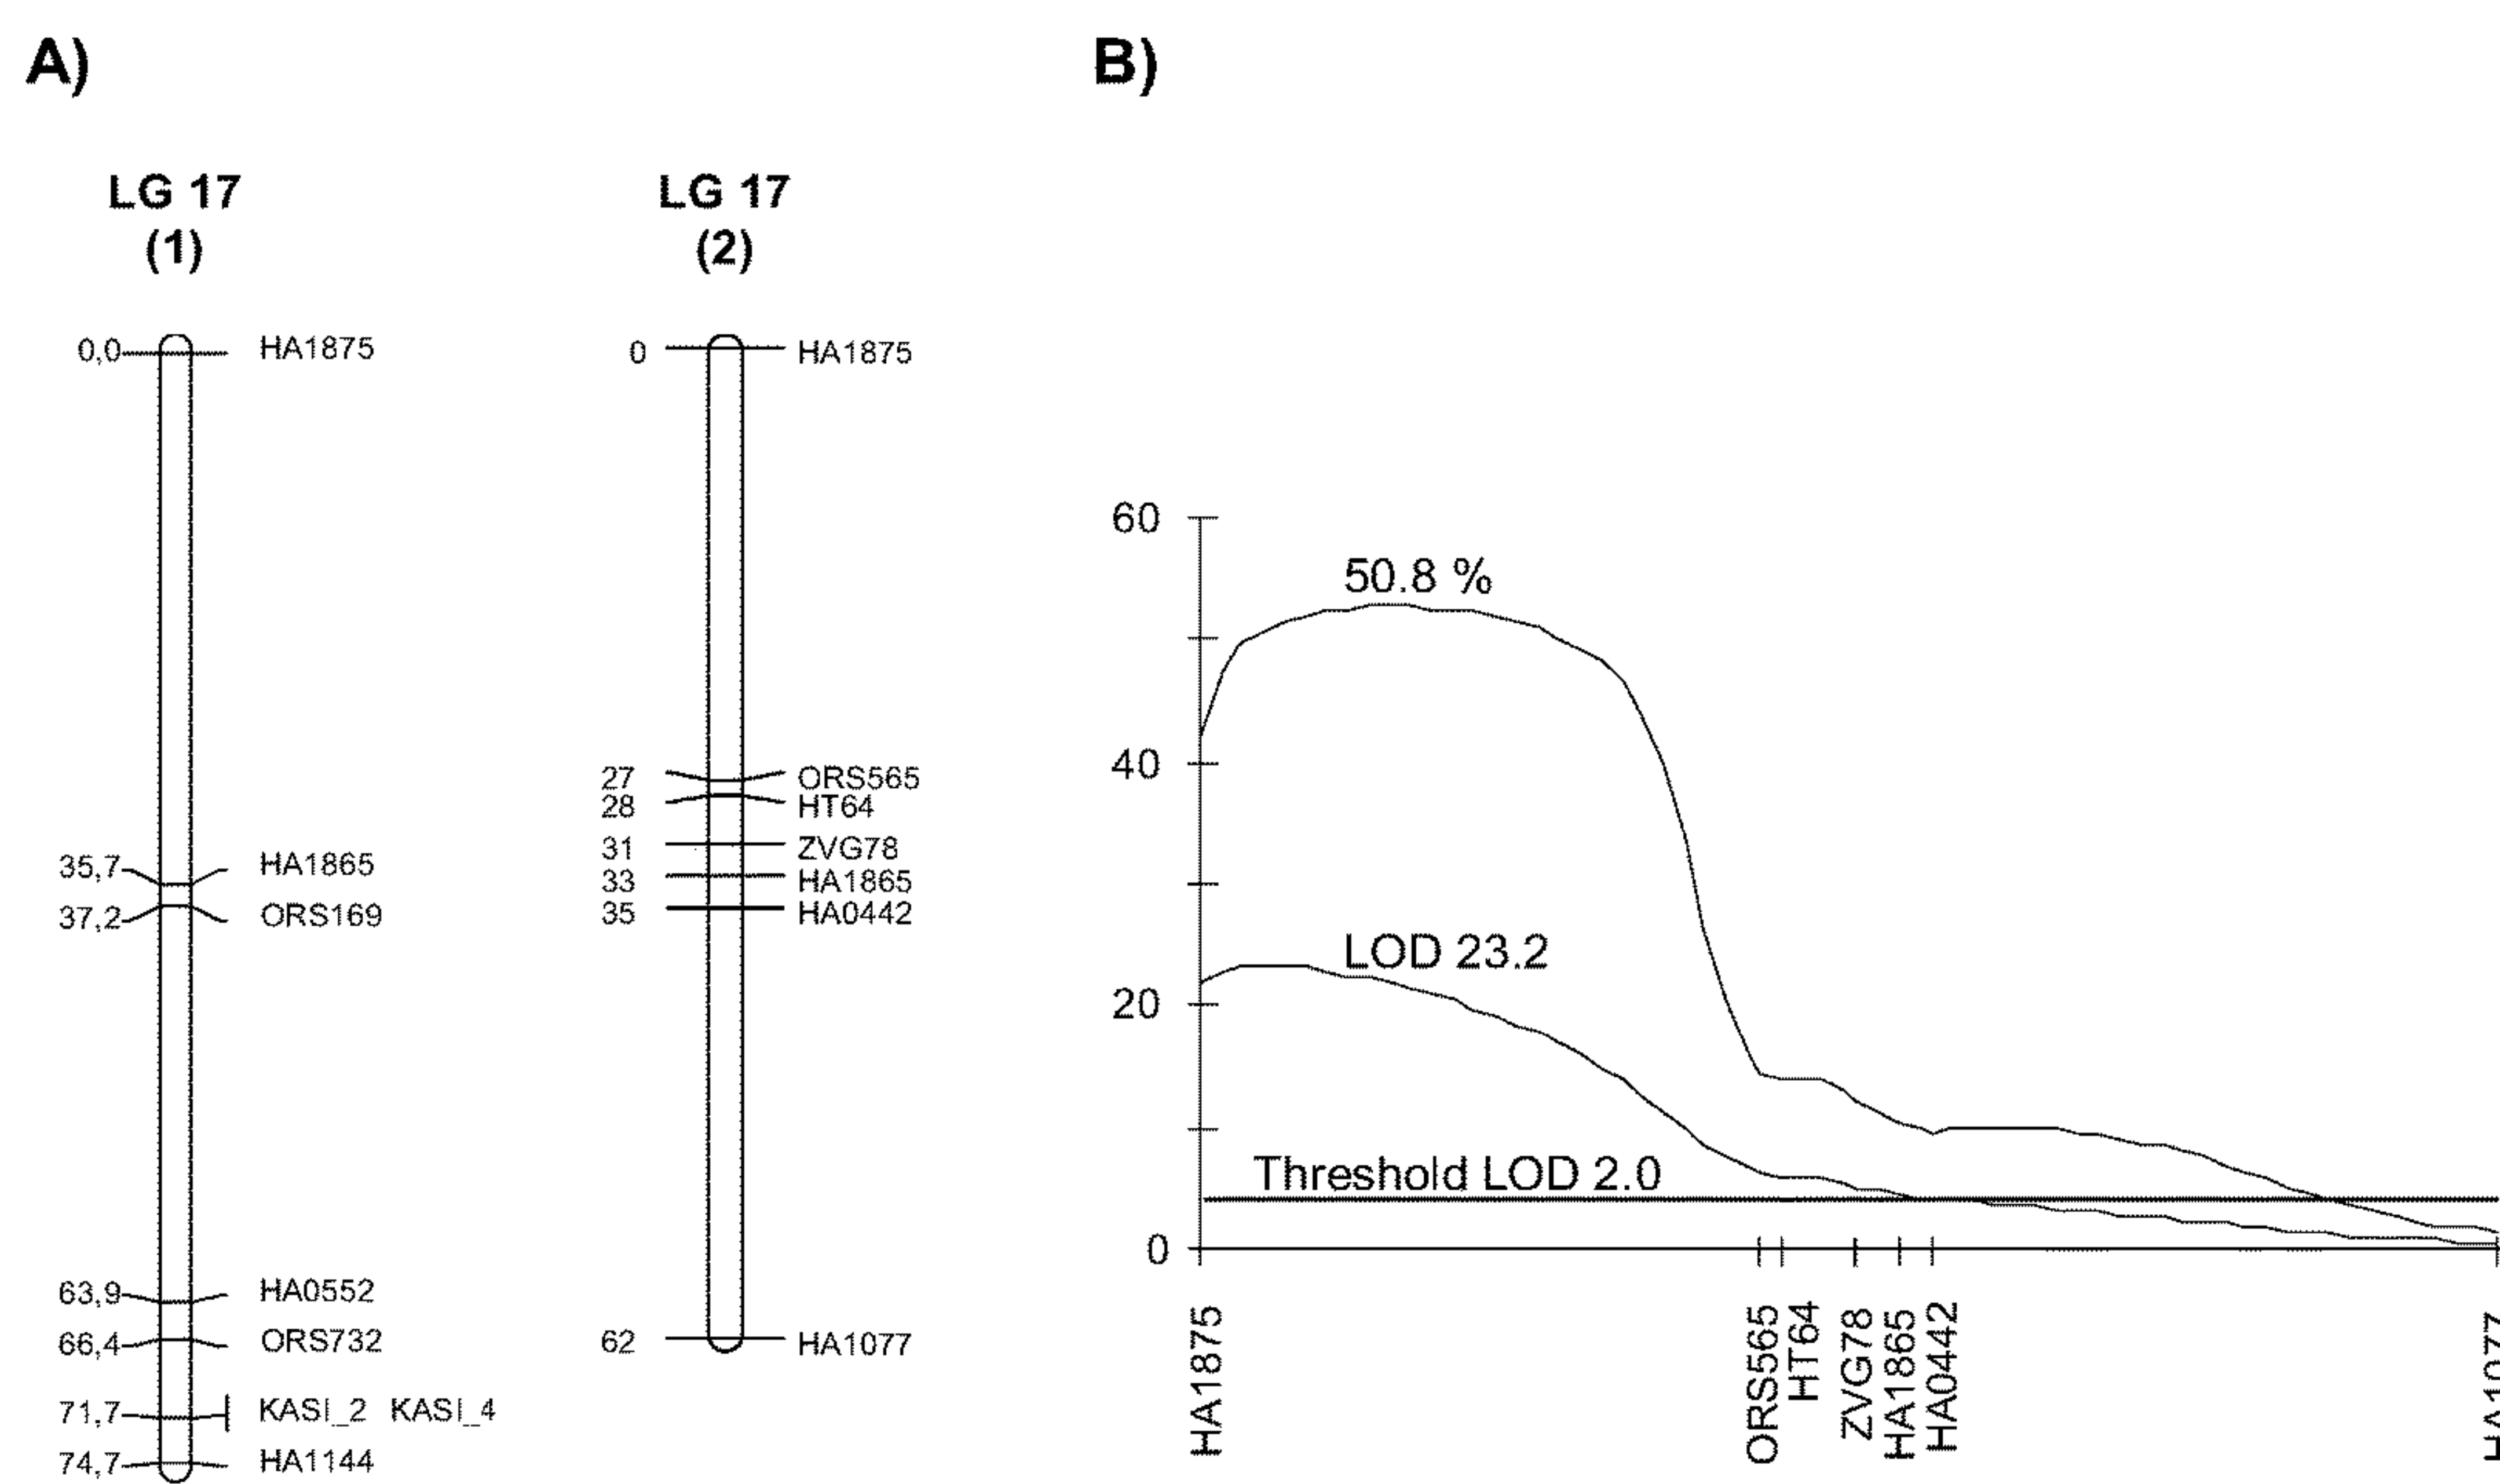 A)
B)
LG 17
(1)
LG 17
(2)
0,0 HA1875
35,7 HA1865
37,2 ORS169
63,9 HA0552
66,4 ORS732
71,7 KASI_2 KASI_4
74,7 HA1144
0 HA1875
27 ORS565
28 HT64
31 ZVG78
33 HA1865
35 HA0442
62 HA1077
60
40
20
0
50.8 %
LOD 23.2
Threshold LOD 2.0
HA1875
ORS565
HT64
ZVG78
HA1865
HA0442
HA1077